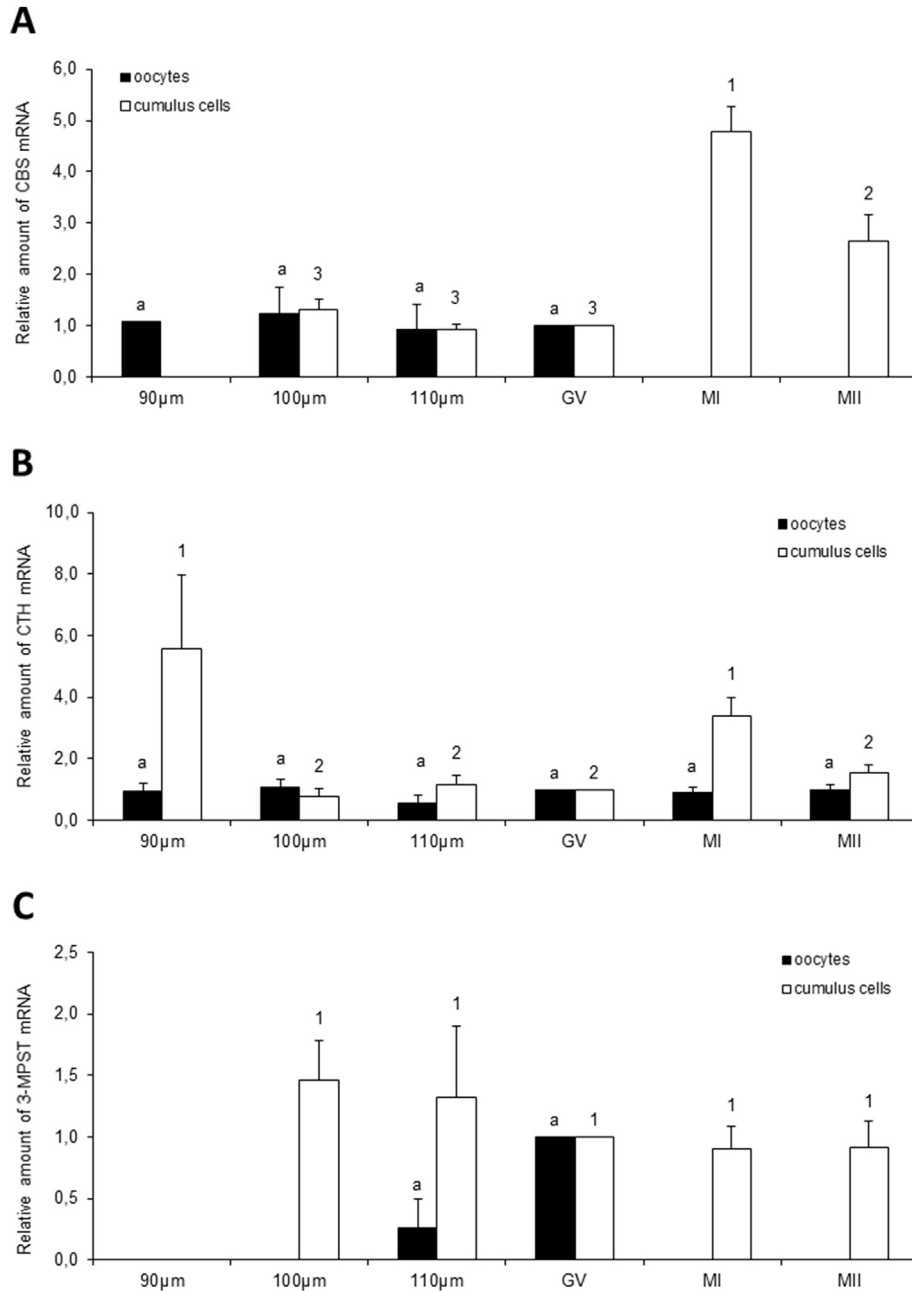 A
Relative amount of CBS mRNA
6,0
5,0
4,0
3,0
2,0
1,0
0,0
oocytes
cumulus cells
a
a
3
a
3
a
3
1
2
90µm
100µm
110µm
GV
MI
MII
B
Relative amount of CTH mRNA
10,0
8,0
6,0
4,0
2,0
0,0
oocytes
cumulus cells
a
1
a
2
a
2
a
2
a
1
a
2
90µm
100µm
110µm
GV
MI
MII
C
Relative amount of 3-MPST mRNA
2,5
2,0
1,5
1,0
0,5
0,0
oocytes
cumulus cells
1
a
1
a
1
1
1
90µm
100µm
110µm
GV
MI
MII